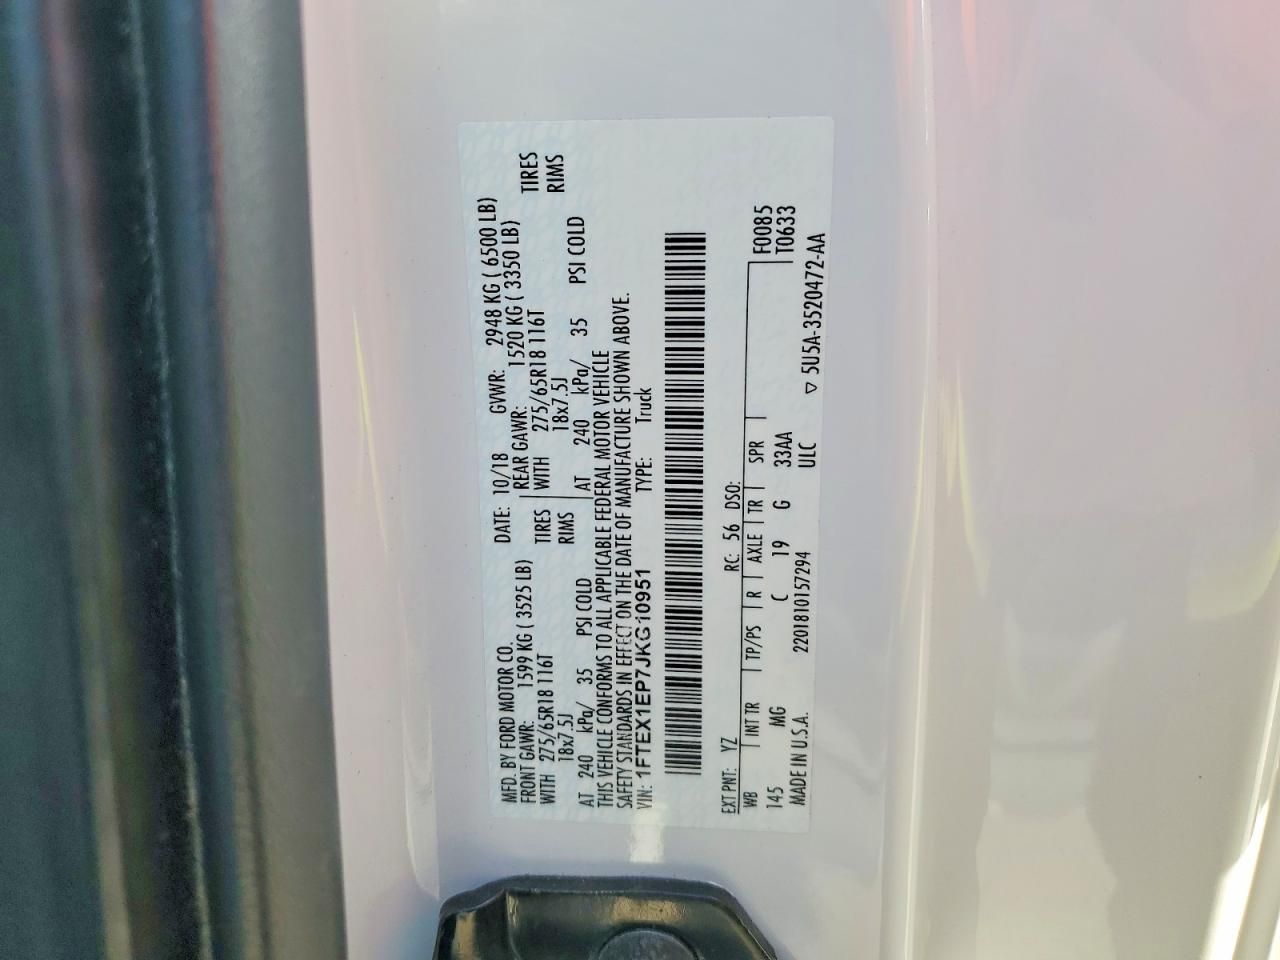 MFD. BY FORD MOTOR CO. DATE: 10/18 GVWR: 2948 KG ( 6500 LB)
FRONT GAWR: 1599 KG ( 3525 LB) REAR GAWR: 1520 KG ( 3350 LB)
WITH 275/65R18 116T TIRES WITH 275/65R18 116T TIRES
18x7.5J RIMS 18x7.5J RIMS
AT 240 kPa/ 35 PSI COLD AT 240 kPa/ 35 PSI COLD
THIS VEHICLE CONFORMS TO ALL APPLICABLE FEDERAL MOTOR VEHICLE
SAFETY STANDARDS IN EFFECT ON THE DATE OF MANUFACTURE SHOWN ABOVE.
VIN: 1FTEX1EP7JKG10951 TYPE: Truck
EXT PNT: YZ RC: 56 DSO:
WB INT TR TP/PS R AXLE TR SPR F0085
145 MG C 19 G 33AA T0633
MADE IN U.S.A. 2201810157294 ULC ▽ 5U5A-3520472-AA